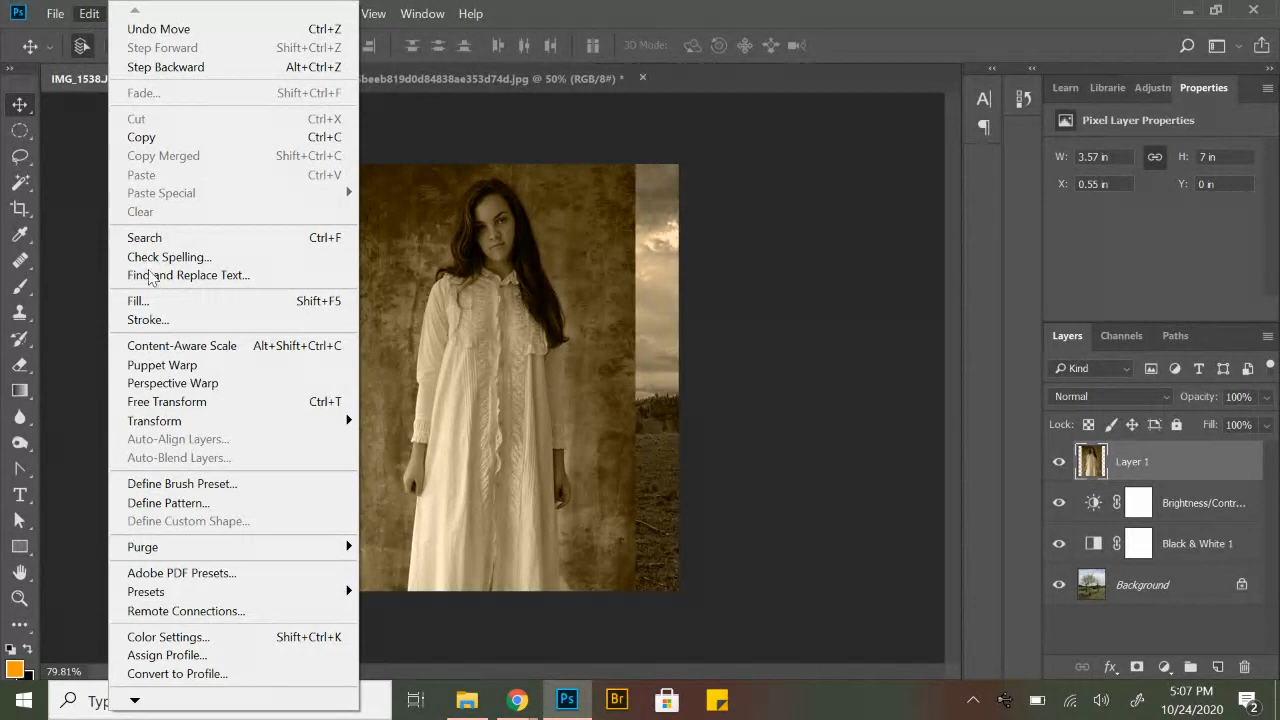 Ps File Edit View Window Help
3D Mode:
IMG_1538.J beeb819d0d84838ae353d74d.jpg @ 50% (RGB/8#) * ×
Undo Move Ctrl+Z
Step Forward Shift+Ctrl+Z
Step Backward Alt+Ctrl+Z
Fade... Shift+Ctrl+F
Cut Ctrl+X
Copy Ctrl+C
Copy Merged Shift+Ctrl+C
Paste Ctrl+V
Paste Special
Clear
Search Ctrl+F
Check Spelling...
Find and Replace Text...
Fill... Shift+F5
Stroke...
Content-Aware Scale Alt+Shift+Ctrl+C
Puppet Warp
Perspective Warp
Free Transform Ctrl+T
Transform
Auto-Align Layers...
Auto-Blend Layers...
Define Brush Preset...
Define Pattern...
Define Custom Shape...
Purge
Adobe PDF Presets...
Presets
Remote Connections...
Color Settings... Shift+Ctrl+K
Assign Profile...
Convert to Profile...
Learn Librarie Adjustn Properties
Pixel Layer Properties
W: 3.57 in H: 7 in
X: 0.55 in Y: 0 in
Layers Channels Paths
Kind
Normal Opacity: 100%
Lock: Fill: 100%
Layer 1
Brightness/Contr...
Black & White 1
Background
79.81%
Typ
Ps Br
5:07 PM
10/24/2020
2